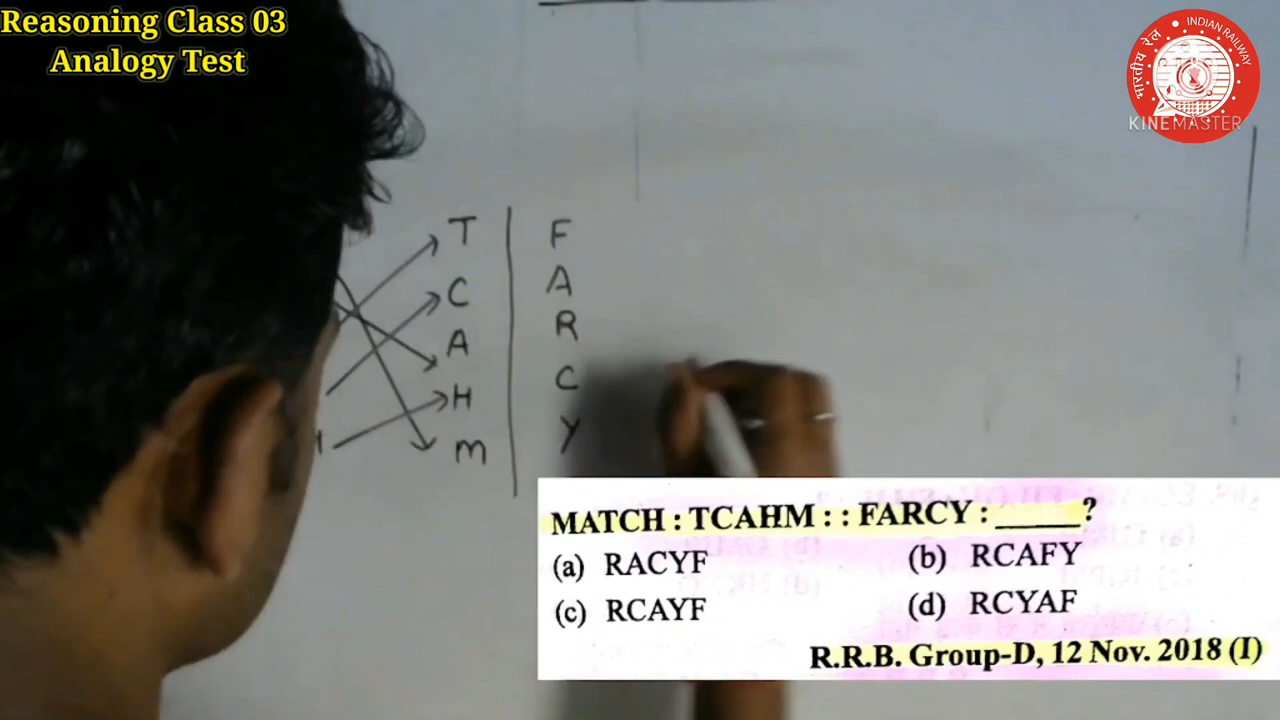 Reasoning Class 03
Analogy Test
भारतीय रेल
INDIAN RAILWAY
KINEMASTER
T F
C A
A R
H C
m Y
MATCH : TCAHM : : FARCY : _____?
(a) RACYF (b) RCAFY
(c) RCAYF (d) RCYAF
R.R.B. Group-D, 12 Nov. 2018 (I)